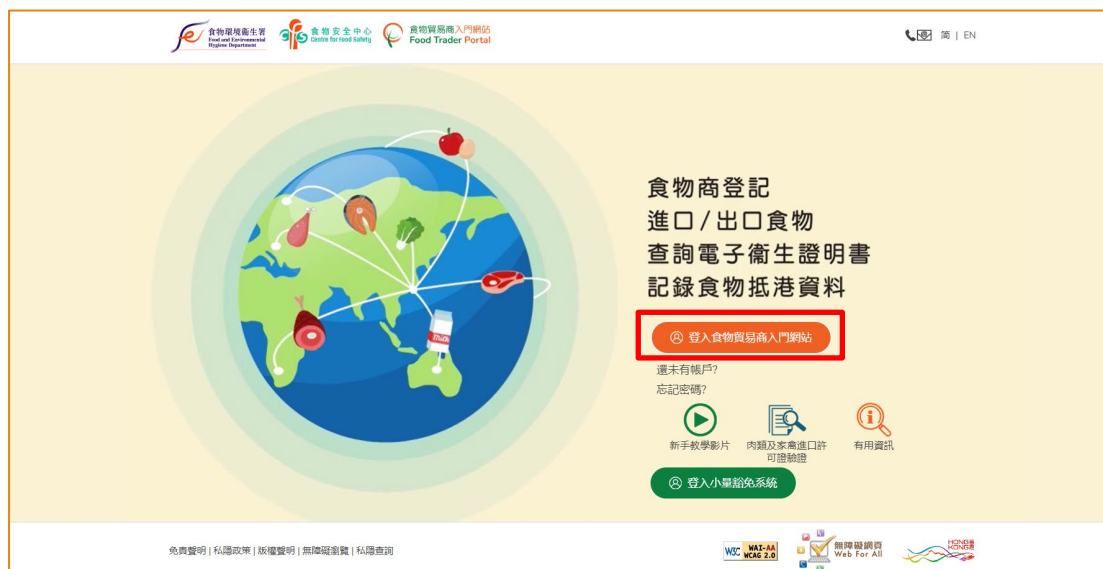 食物環境衞生署
Food and Environmental
Hygiene Department
食物安全中心
Centre for Food Safety
食物貿易商入門網站
Food Trader Portal
简 | EN
食物商登記
進口/出口食物
查詢電子衞生證明書
記錄食物抵港資料
登入食物貿易商入門網站
還未有帳戶?
忘記密碼?
新手教學影片
肉類及家禽進口許
可證驗證
有用資訊
登入小量豁免系統
Milk
免責聲明 | 私隱政策 | 版權聲明 | 無障礙瀏覽 | 私隱查詢
W3C WAI-AA
WCAG 2.0
無障礙網頁
Web For All
HONG
KONG